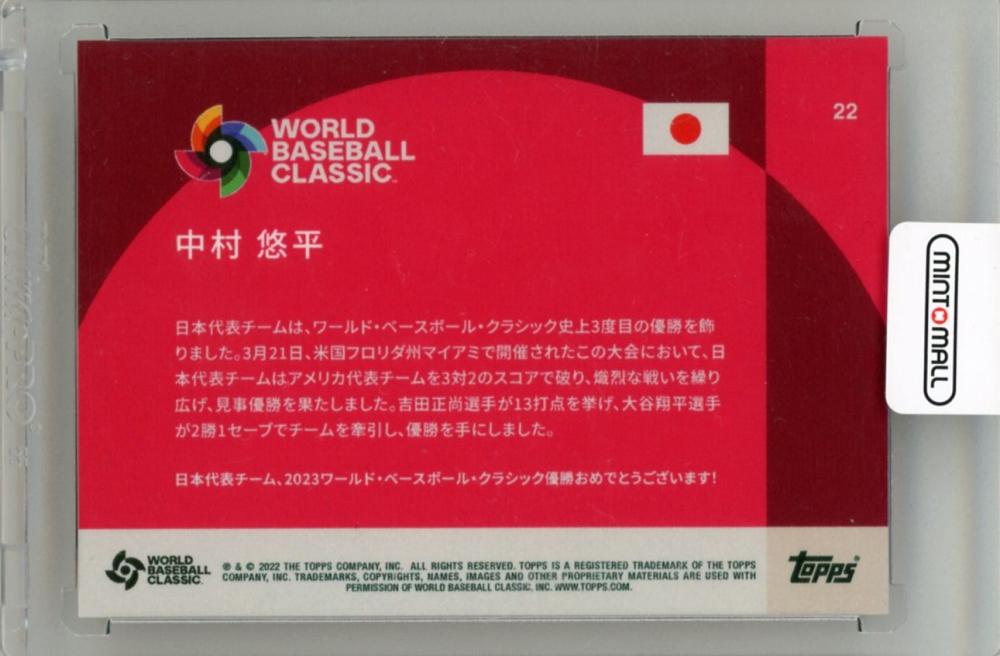 22
WORLD
BASEBALL
CLASSIC™
中村 悠平
日本代表チームは、ワールド・ベースボール・クラシック史上3度目の優勝を飾
りました。3月21日、米国フロリダ州マイアミで開催されたこの大会において、日
本代表チームはアメリカ代表チームを3対2のスコアで破り、熾烈な戦いを繰り
広げ、見事優勝を果たしました。吉田正尚選手が13打点を挙げ、大谷翔平選手
が2勝1セーブでチームを牽引し、優勝を手にしました。
日本代表チーム、2023ワールド・ベースボール・クラシック優勝おめでとうございます!
MINT MALL
WORLD
BASEBALL
CLASSIC
℗ & © 2022 THE TOPPS COMPANY, INC. ALL RIGHTS RESERVED. TOPPS IS A REGISTERED TRADEMARK OF THE TOPPS
COMPANY, INC. TRADEMARKS, COPYRIGHTS, NAMES, IMAGES AND OTHER PROPRIETARY MATERIALS ARE USED WITH
PERMISSION OF WORLD BASEBALL CLASSIC, INC. WWW.TOPPS.COM.
topps®